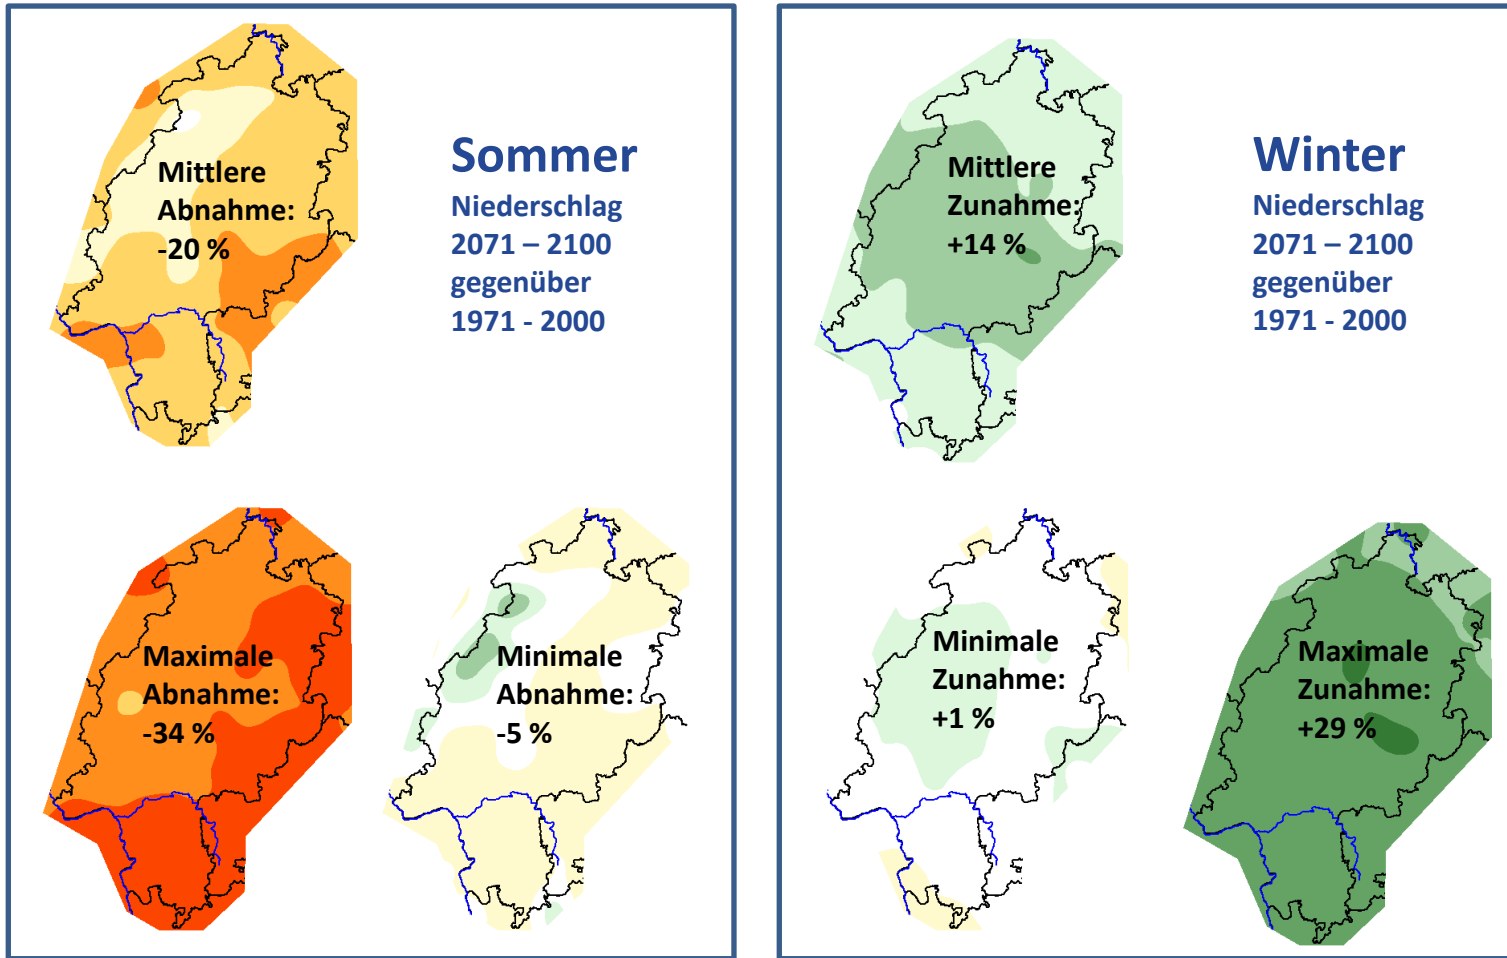 Mittlere
Abnahme:
-20 %
Sommer
Niederschlag
2071 – 2100
gegenüber
1971 - 2000
Maximale
Abnahme:
-34 %
Minimale
Abnahme:
-5 %
Mittlere
Zunahme:
+14 %
Winter
Niederschlag
2071 – 2100
gegenüber
1971 - 2000
Minimale
Zunahme:
+1 %
Maximale
Zunahme:
+29 %